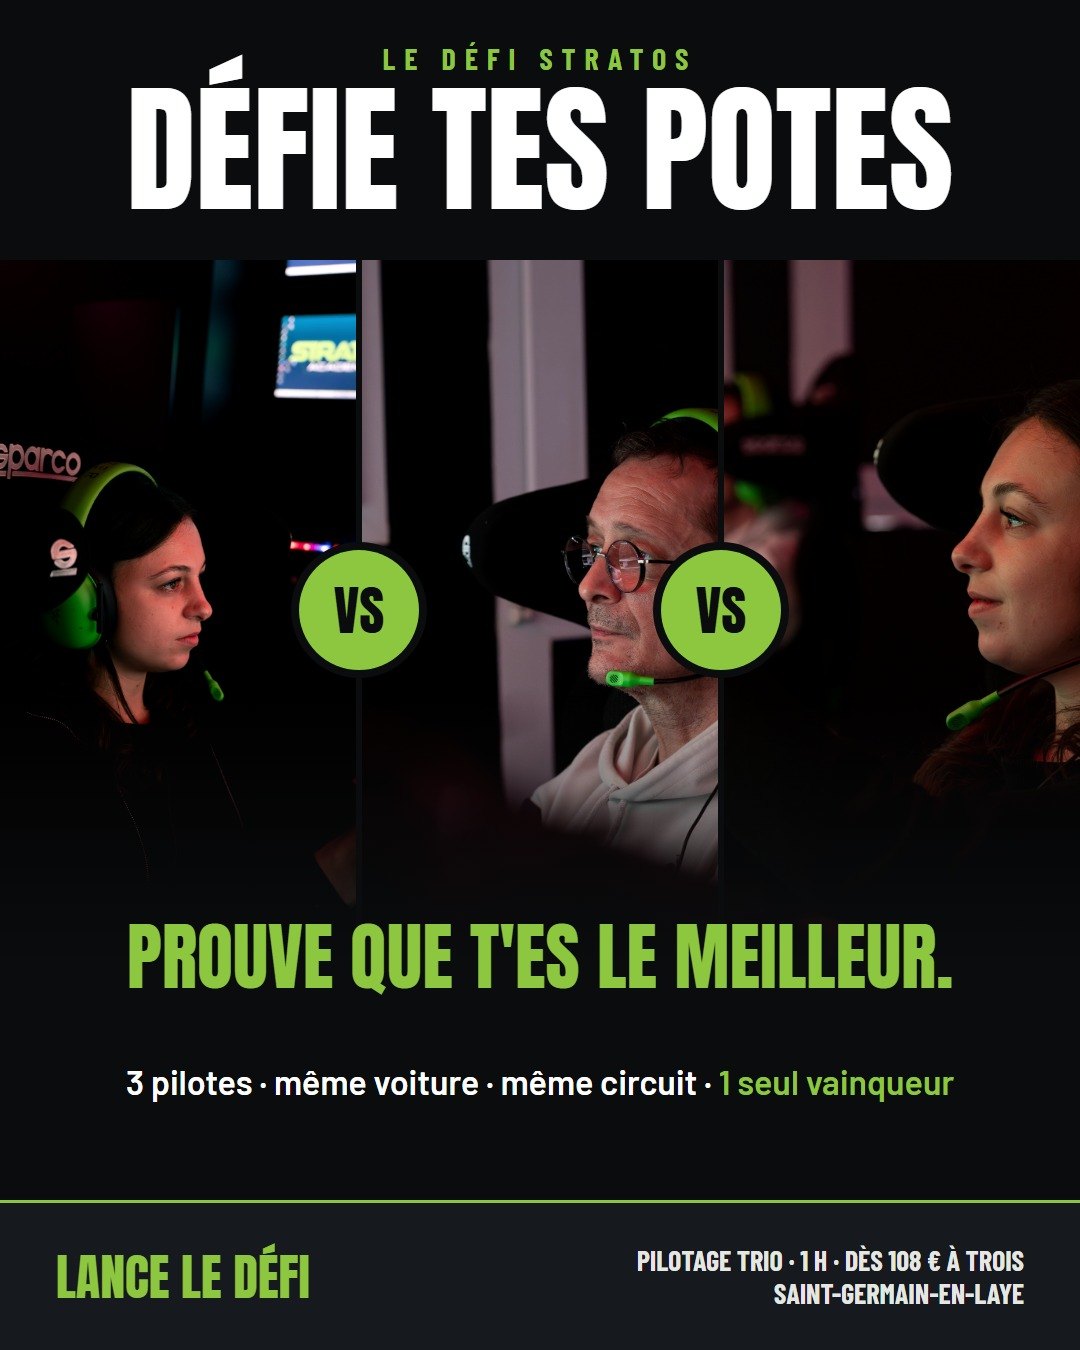 LE DÉFI STRATOS
DÉFIE TES POTES
sparco
VS
VS
PROUVE QUE T'ES LE MEILLEUR.
3 pilotes · même voiture · même circuit · 1 seul vainqueur
LANCE LE DÉFI
PILOTAGE TRIO · 1 H · DÈS 108 € À TROIS
SAINT-GERMAIN-EN-LAYE